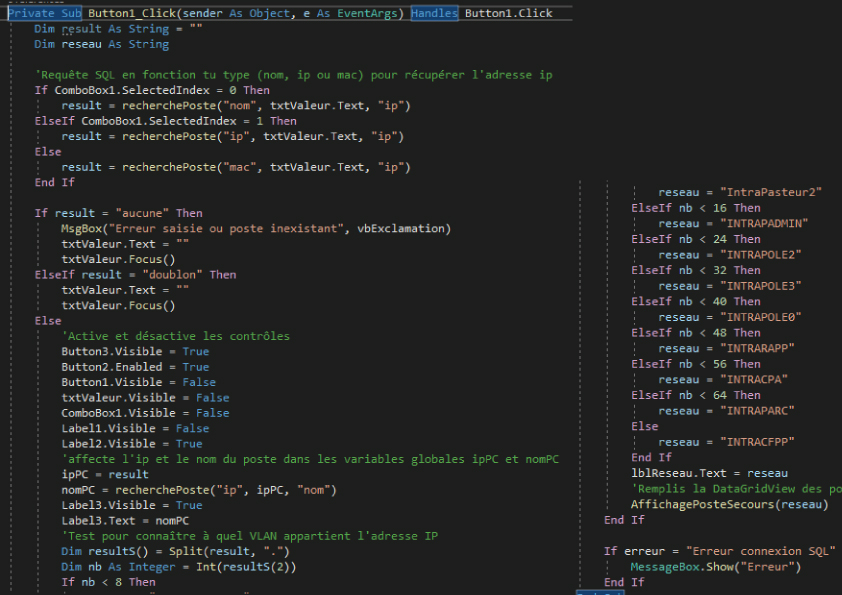 Private Sub Button1_Click(sender As Object, e As EventArgs) Handles Button1.Click
Dim result As String = ""
Dim reseau As String
'Requête SQL en fonction tu type (nom, ip ou mac) pour récupérer l'adresse ip
If ComboBox1.SelectedIndex = 0 Then
result = recherchePoste("nom", txtValeur.Text, "ip")
ElseIf ComboBox1.SelectedIndex = 1 Then
result = recherchePoste("ip", txtValeur.Text, "ip")
Else
result = recherchePoste("mac", txtValeur.Text, "ip")
End If
If result = "aucune" Then
MsgBox("Erreur saisie ou poste inexistant", vbExclamation)
txtValeur.Text = ""
txtValeur.Focus()
ElseIf result = "doublon" Then
txtValeur.Text = ""
txtValeur.Focus()
Else
'Active et désactive les contrôles
Button3.Visible = True
Button2.Enabled = True
Button1.Visible = False
txtValeur.Visible = False
ComboBox1.Visible = False
Label1.Visible = False
Label2.Visible = True
'affecte l'ip et le nom du poste dans les variables globales ipPC et nomPC
ipPC = result
nomPC = recherchePoste("ip", ipPC, "nom")
Label3.Visible = True
Label3.Text = nomPC
'Test pour connaître à quel VLAN appartient l'adresse IP
Dim resultS() = Split(result, ".")
Dim nb As Integer = Int(resultS(2))
If nb < 8 Then
reseau = "IntraPasteur2"
ElseIf nb < 16 Then
reseau = "INTRAPADMIN"
ElseIf nb < 24 Then
reseau = "INTRAPOLE2"
ElseIf nb < 32 Then
reseau = "INTRAPOLE3"
ElseIf nb < 40 Then
reseau = "INTRAPOLE0"
ElseIf nb < 48 Then
reseau = "INTRARAPP"
ElseIf nb < 56 Then
reseau = "INTRACPA"
ElseIf nb < 64 Then
reseau = "INTRAPARC"
Else
reseau = "INTRACFPP"
End If
lblReseau.Text = reseau
'Remplis la DataGridView des po
AffichagePosteSecours(reseau)
End If
If erreur = "Erreur connexion SQL"
MessageBox.Show("Erreur")
End If